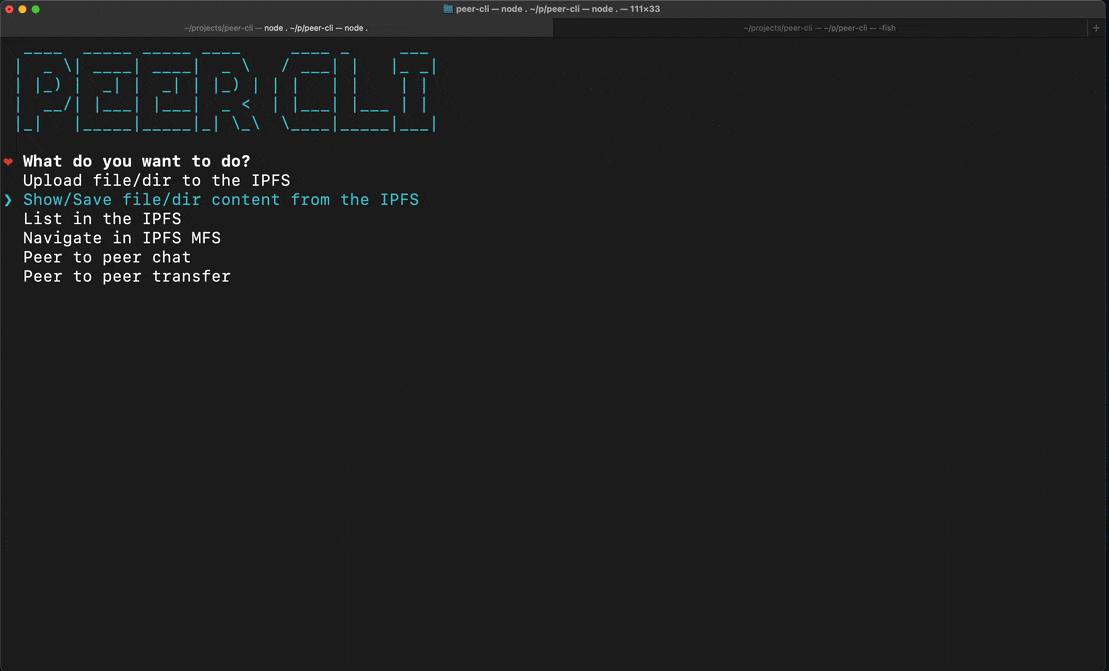 peer-cli — node . ~/p/peer-cli — node . — 111×33
~/projects/peer-cli — node . ~/p/peer-cli — node .
~/projects/peer-cli — ~/p/peer-cli — -fish
PEER CLI
What do you want to do?
Upload file/dir to the IPFS
❯ Show/Save file/dir content from the IPFS
List in the IPFS
Navigate in IPFS MFS
Peer to peer chat
Peer to peer transfer